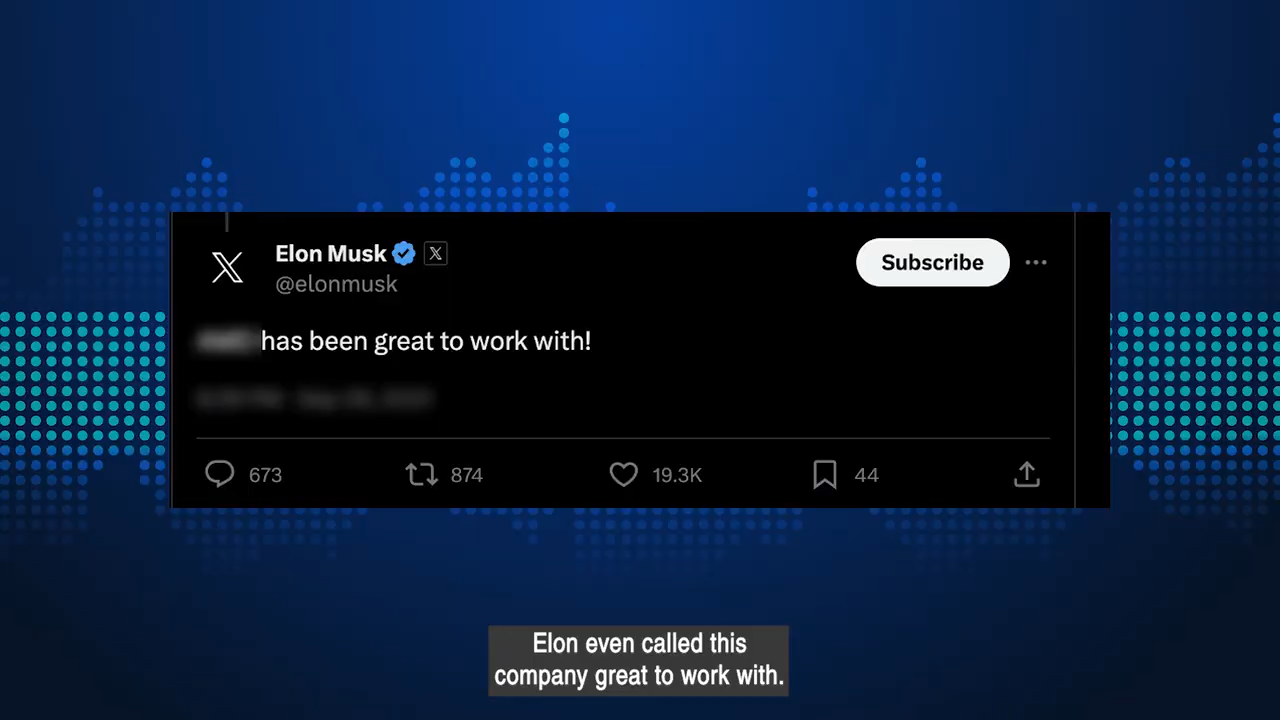 Elon Musk
@elonmusk
Subscribe
has been great to work with!
673
874
19.3K
44
Elon even called this
company great to work with.